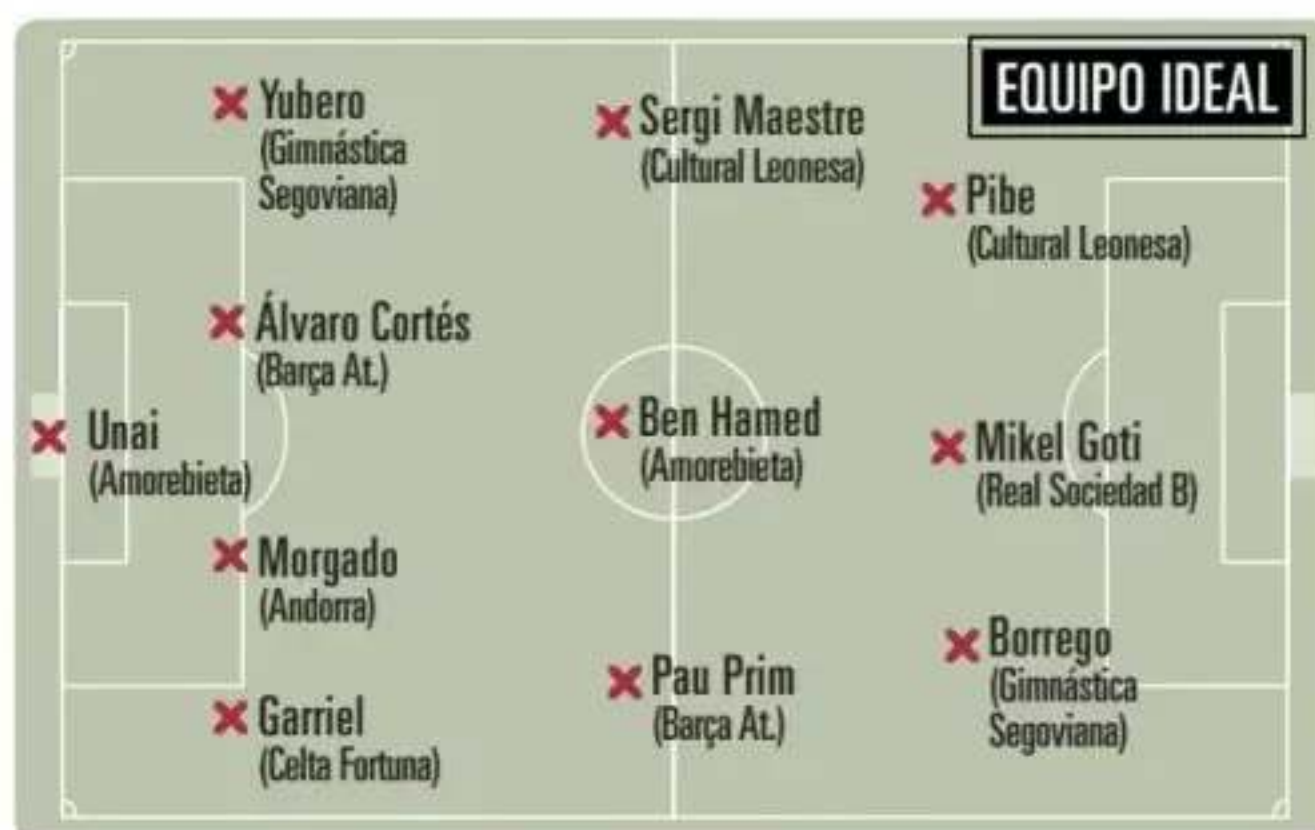 EQUIPO IDEAL
Yubero
(Gimnástica
Segoviana)
Sergi Maestre
(Cultural Leonesa)
Pibe
(Cultural Leonesa)
Álvaro Cortés
(Barça At.)
Unai
(Amorebieta)
Ben Hamed
(Amorebieta)
Mikel Goti
(Real Sociedad B)
Morgado
(Andorra)
Garriel
(Celta Fortuna)
Pau Prim
(Barça At.)
Borrego
(Gimnástica
Segoviana)